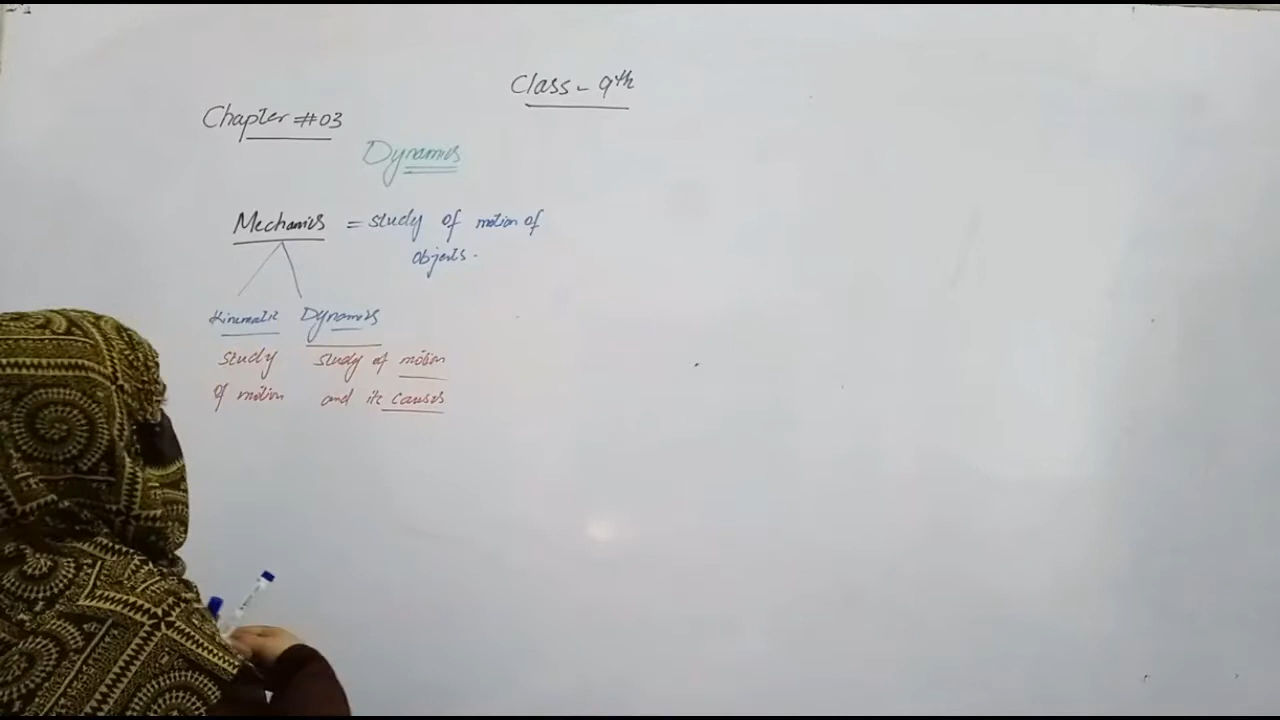 Class - 9th
Chapter #03
Dynamics
Mechanics = study of motion of
objects.
Kinematic Dynamics
study study of motion
of motion and its causes